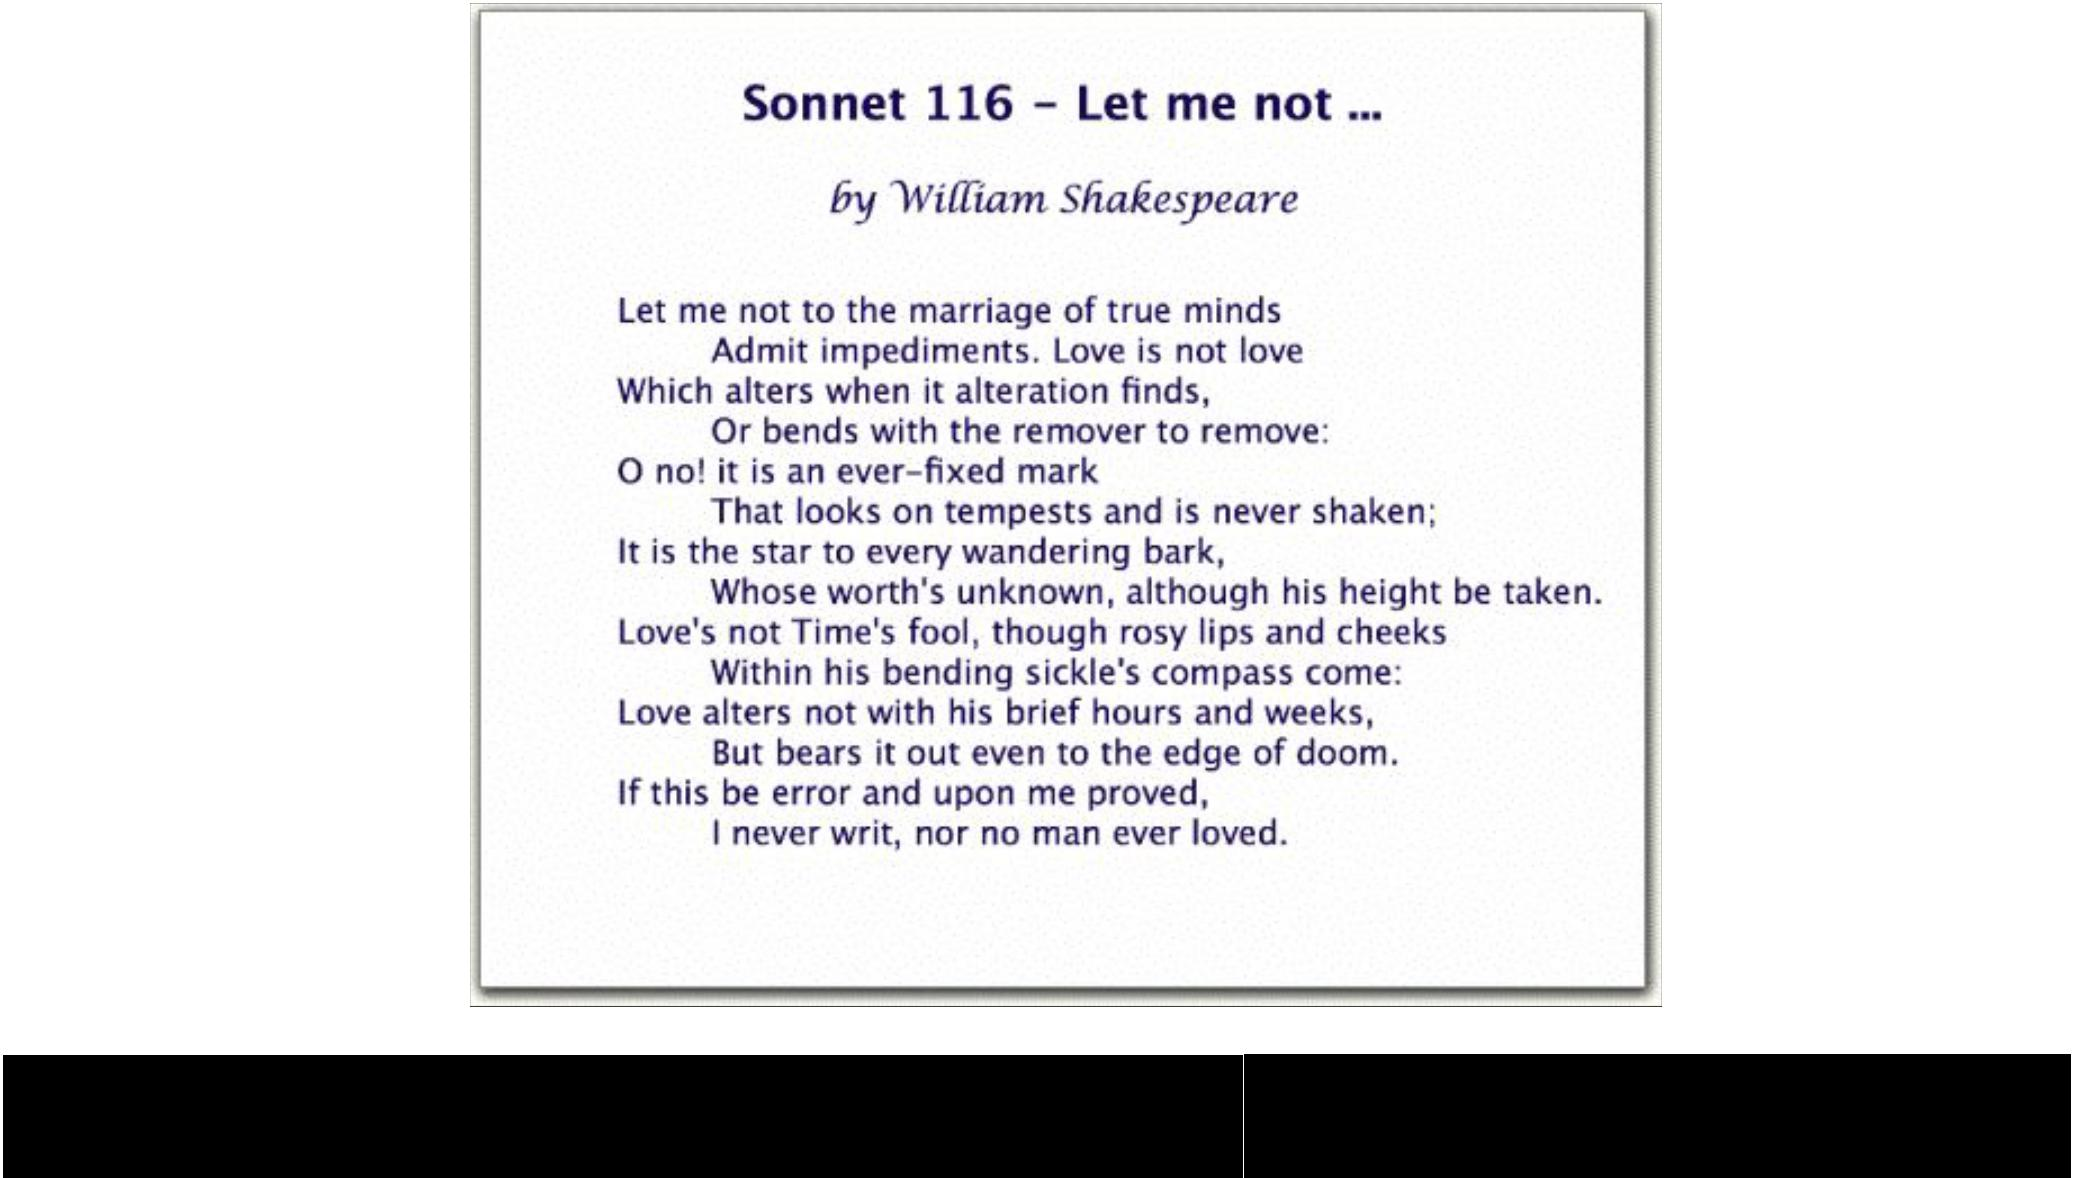 Sonnet 116 – Let me not ...
by William Shakespeare
Let me not to the marriage of true minds
Admit impediments. Love is not love
Which alters when it alteration finds,
Or bends with the remover to remove:
O no! it is an ever–fixed mark
That looks on tempests and is never shaken;
It is the star to every wandering bark,
Whose worth's unknown, although his height be taken.
Love's not Time's fool, though rosy lips and cheeks
Within his bending sickle's compass come:
Love alters not with his brief hours and weeks,
But bears it out even to the edge of doom.
If this be error and upon me proved,
I never writ, nor no man ever loved.